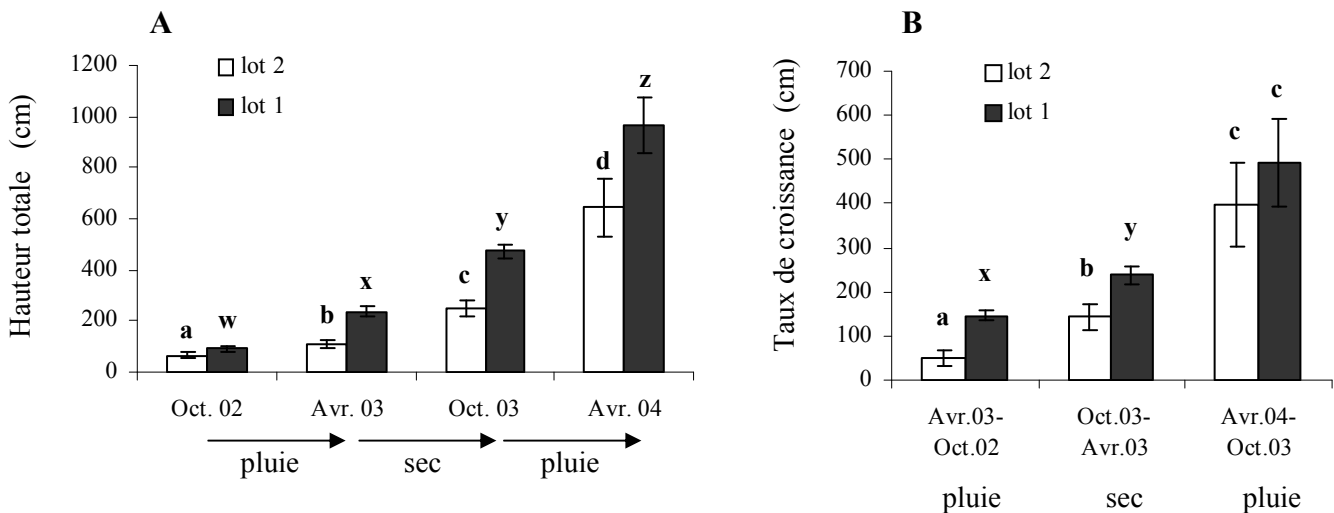 A
Hauteur totale (cm)
1200
1000
800
600
400
200
0
lot 2
lot 1
a
w
b
x
c
y
d
z
Oct. 02
Avr. 03
Oct. 03
Avr. 04
pluie
sec
pluie
B
Taux de croissance (cm)
700
600
500
400
300
200
100
0
lot 2
lot 1
a
x
b
y
c
c
Avr.03-
Oct.02
Oct.03-
Avr.03
Avr.04-
Oct.03
pluie
sec
pluie